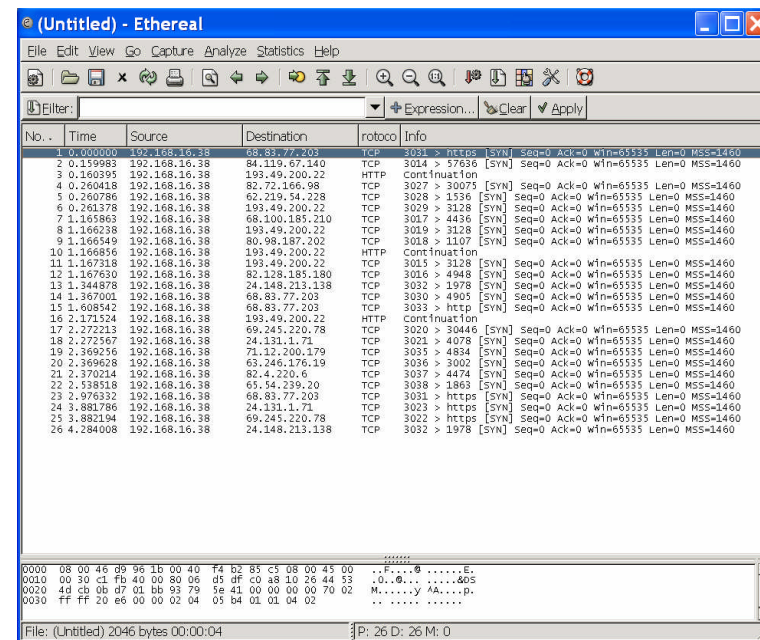 (Untitled) - Ethereal
File Edit View Go Capture Analyze Statistics Help
Filter: Expression... Clear Apply
No. . Time Source Destination rotoco Info
1 0.000000 192.168.16.38 68.83.77.203 TCP 3031 > https [SYN] Seq=0 Ack=0 Win=65535 Len=0 MSS=1460
2 0.159983 192.168.16.38 84.119.67.140 TCP 3014 > 57636 [SYN] Seq=0 Ack=0 Win=65535 Len=0 MSS=1460
3 0.160395 192.168.16.38 193.49.200.22 HTTP Continuation
4 0.260418 192.168.16.38 82.72.166.98 TCP 3027 > 30075 [SYN] Seq=0 Ack=0 Win=65535 Len=0 MSS=1460
5 0.260786 192.168.16.38 62.219.54.228 TCP 3028 > 1536 [SYN] Seq=0 Ack=0 Win=65535 Len=0 MSS=1460
6 0.261378 192.168.16.38 193.49.200.22 TCP 3029 > 3128 [SYN] Seq=0 Ack=0 Win=65535 Len=0 MSS=1460
7 1.165863 192.168.16.38 68.100.185.210 TCP 3017 > 4436 [SYN] Seq=0 Ack=0 Win=65535 Len=0 MSS=1460
8 1.166238 192.168.16.38 193.49.200.22 TCP 3019 > 3128 [SYN] Seq=0 Ack=0 Win=65535 Len=0 MSS=1460
9 1.166549 192.168.16.38 80.98.187.202 TCP 3018 > 1107 [SYN] Seq=0 Ack=0 Win=65535 Len=0 MSS=1460
10 1.166856 192.168.16.38 193.49.200.22 HTTP Continuation
11 1.167318 192.168.16.38 193.49.200.22 TCP 3015 > 3128 [SYN] Seq=0 Ack=0 Win=65535 Len=0 MSS=1460
12 1.167630 192.168.16.38 82.128.185.180 TCP 3016 > 4948 [SYN] Seq=0 Ack=0 Win=65535 Len=0 MSS=1460
13 1.344878 192.168.16.38 24.148.213.138 TCP 3032 > 1978 [SYN] Seq=0 Ack=0 Win=65535 Len=0 MSS=1460
14 1.367001 192.168.16.38 68.83.77.203 TCP 3030 > 4905 [SYN] Seq=0 Ack=0 Win=65535 Len=0 MSS=1460
15 1.608542 192.168.16.38 68.83.77.203 TCP 3033 > http [SYN] Seq=0 Ack=0 Win=65535 Len=0 MSS=1460
16 2.171524 192.168.16.38 193.49.200.22 HTTP Continuation
17 2.272213 192.168.16.38 69.245.220.78 TCP 3020 > 30446 [SYN] Seq=0 Ack=0 Win=65535 Len=0 MSS=1460
18 2.272567 192.168.16.38 24.131.1.71 TCP 3021 > 4078 [SYN] Seq=0 Ack=0 Win=65535 Len=0 MSS=1460
19 2.369256 192.168.16.38 71.12.200.179 TCP 3035 > 4834 [SYN] Seq=0 Ack=0 Win=65535 Len=0 MSS=1460
20 2.369628 192.168.16.38 63.246.176.19 TCP 3036 > 3002 [SYN] Seq=0 Ack=0 Win=65535 Len=0 MSS=1460
21 2.370214 192.168.16.38 82.4.220.6 TCP 3037 > 4474 [SYN] Seq=0 Ack=0 Win=65535 Len=0 MSS=1460
22 2.538518 192.168.16.38 65.54.239.20 TCP 3038 > 1863 [SYN] Seq=0 Ack=0 Win=65535 Len=0 MSS=1460
23 2.976332 192.168.16.38 68.83.77.203 TCP 3031 > https [SYN] Seq=0 Ack=0 Win=65535 Len=0 MSS=1460
24 3.881786 192.168.16.38 24.131.1.71 TCP 3023 > https [SYN] Seq=0 Ack=0 Win=65535 Len=0 MSS=1460
25 3.882194 192.168.16.38 69.245.220.78 TCP 3022 > https [SYN] Seq=0 Ack=0 Win=65535 Len=0 MSS=1460
26 4.284008 192.168.16.38 24.148.213.138 TCP 3032 > 1978 [SYN] Seq=0 Ack=0 Win=65535 Len=0 MSS=1460
0000 08 00 46 d9 96 1b 00 40 f4 b2 85 c5 08 00 45 00 ..F....@ ......E.
0010 00 30 c1 fb 40 00 80 06 d5 df c0 a8 10 26 44 53 .0..@... .....&DS
0020 4d cb 0b d7 01 bb 93 79 5e 41 00 00 00 00 70 02 M......y ^A....p.
0030 ff ff 20 e6 00 00 02 04 05 b4 01 01 04 02 .. ..... ......
File: (Untitled) 2046 bytes 00:00:04 P: 26 D: 26 M: 0